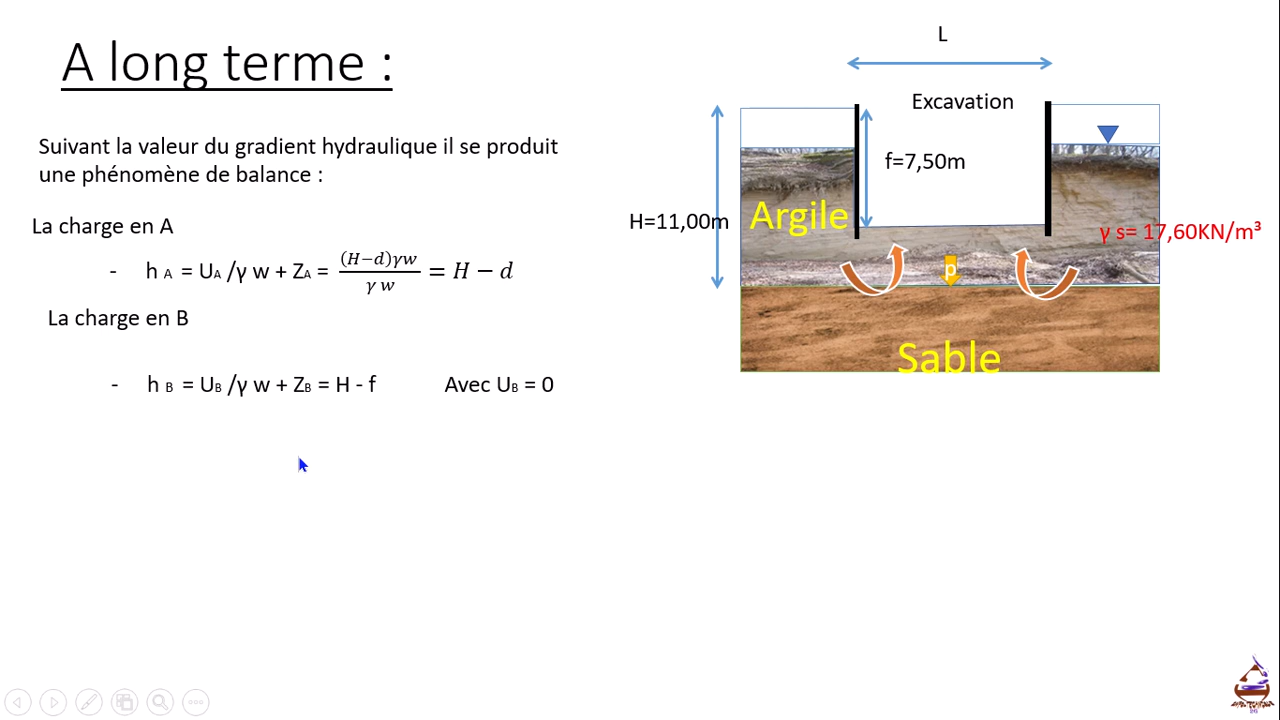 A long terme :
Suivant la valeur du gradient hydraulique il se produit
une phénomène de balance :
La charge en A
- h A = UA /γ w + ZA = (H−d)γw / γ w = H − d
La charge en B
- h B = UB /γ w + ZB = H - f Avec UB = 0
L
Excavation
f=7,50m
H=11,00m
Argile
γ s= 17,60KN/m³
p
Sable